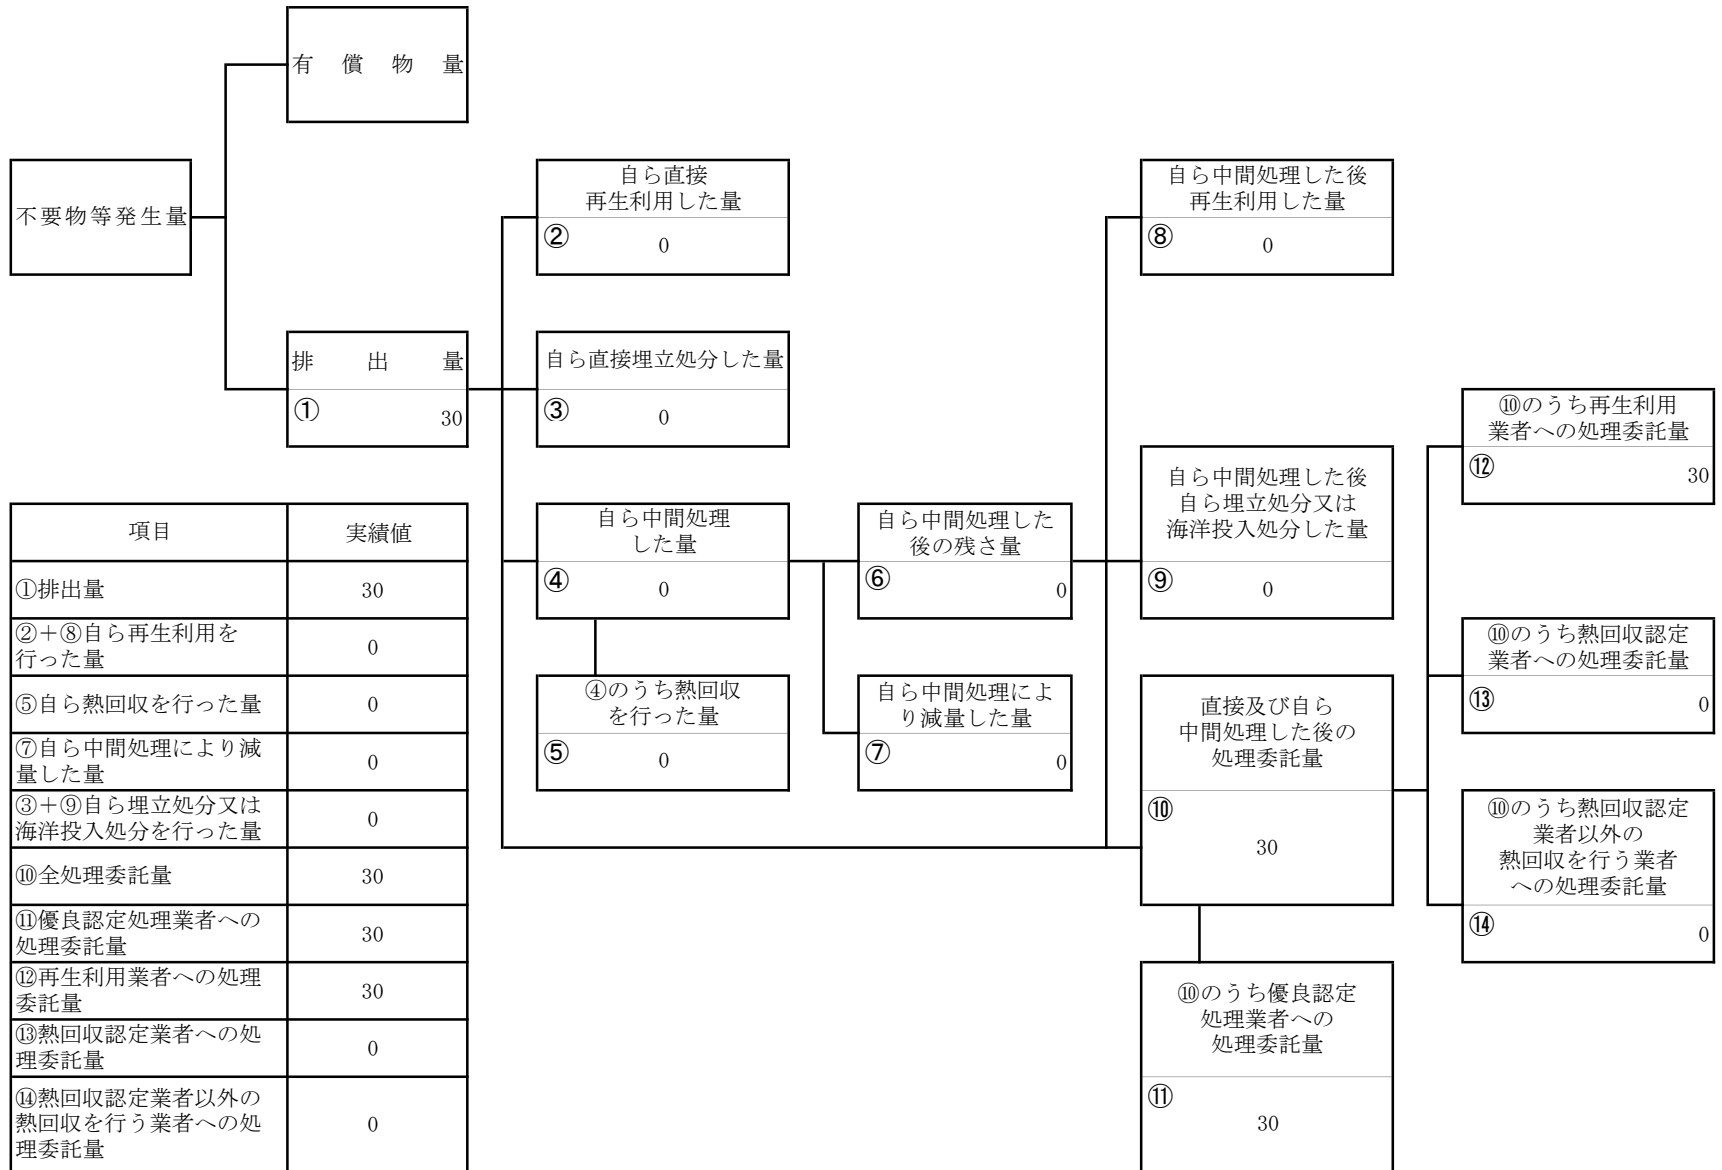 有償物量
不要物等発生量
排出量
①
30
自ら直接
再生利用した量
②
0
自ら直接埋立処分した量
③
0
自ら中間処理
した量
④
0
④のうち熱回収
を行った量
⑤
0
自ら中間処理した
後の残さ量
⑥
0
自ら中間処理によ
り減量した量
⑦
0
自ら中間処理した後
再生利用した量
⑧
0
自ら中間処理した後
自ら埋立処分又は
海洋投入処分した量
⑨
0
直接及び自ら
中間処理した後の
処理委託量
⑩
30
⑩のうち優良認定
処理業者への
処理委託量
⑪
30
⑩のうち再生利用
業者への処理委託量
⑫
30
⑩のうち熱回収認定
業者への処理委託量
⑬
0
⑩のうち熱回収認定
業者以外の
熱回収を行う業者
への処理委託量
⑭
0
項目 実績値
①排出量 30
②+⑧自ら再生利用を
行った量 0
⑤自ら熱回収を行った量 0
⑦自ら中間処理により減
量した量 0
③+⑨自ら埋立処分又は
海洋投入処分を行った量 0
⑩全処理委託量 30
⑪優良認定処理業者への
処理委託量 30
⑫再生利用業者への処理
委託量 30
⑬熱回収認定業者への処
理委託量 0
⑭熱回収認定業者以外の
熱回収を行う業者への処
理委託量 0